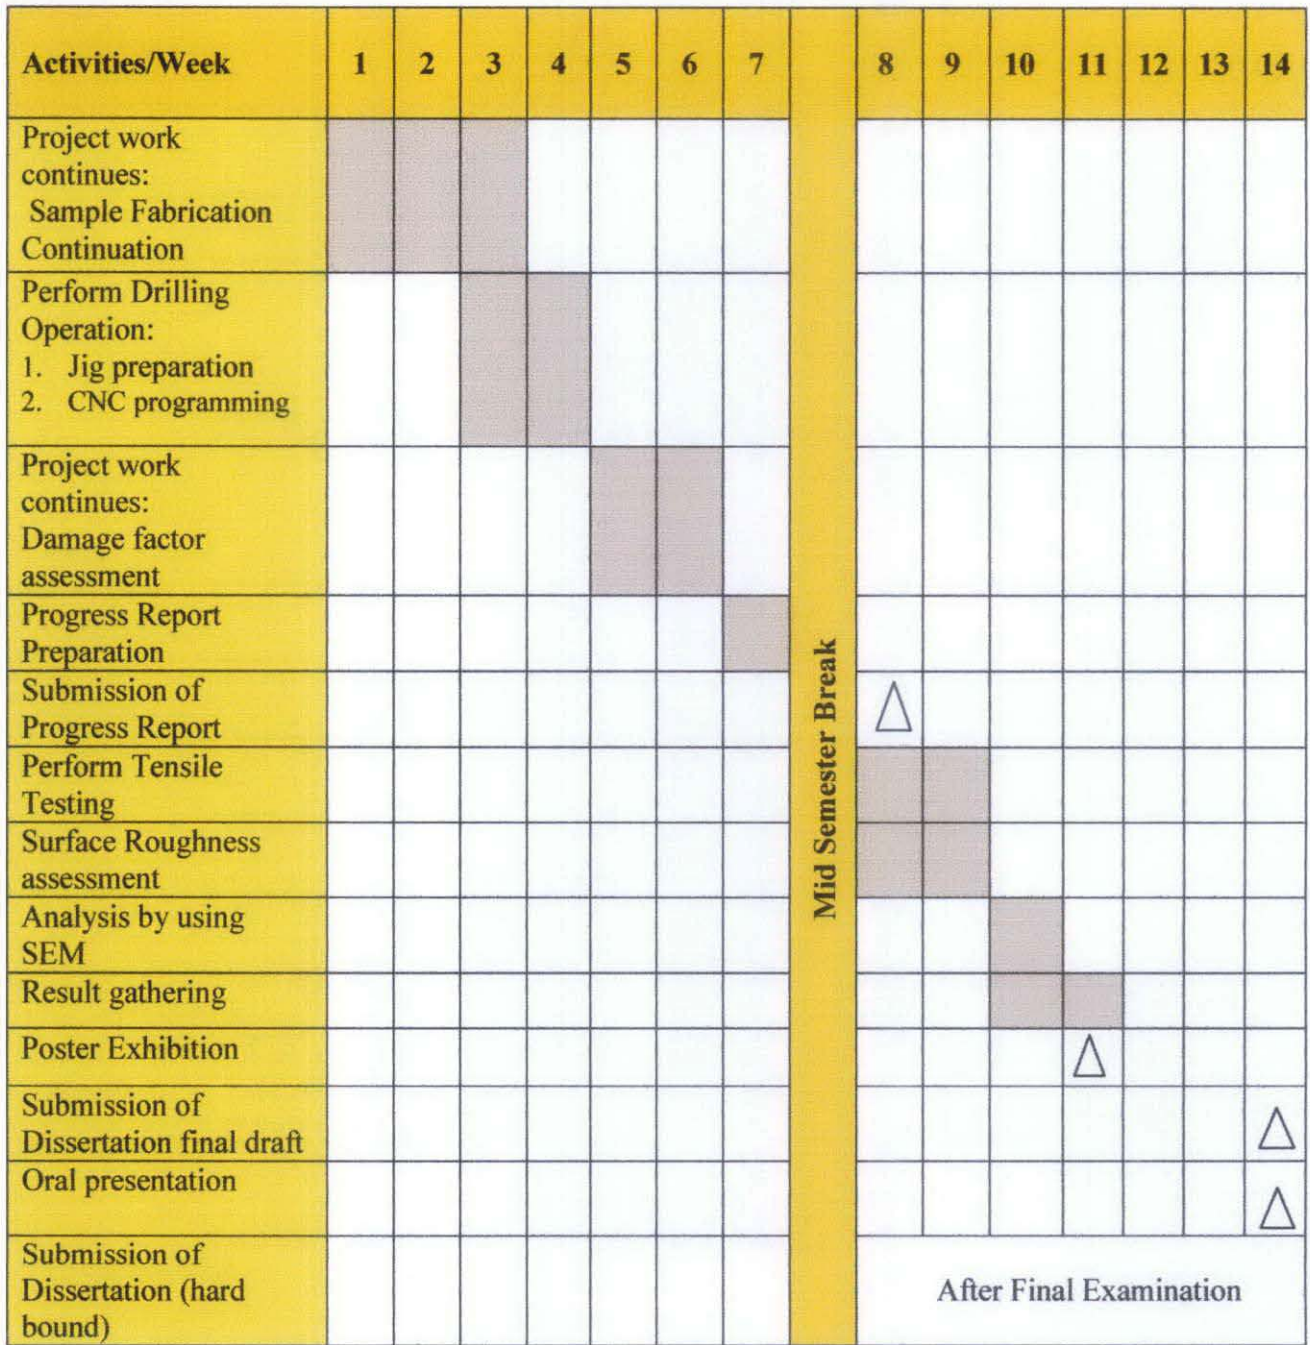 Activities/Week 1 2 3 4 5 6 7 8 9 10 11 12 13 14
Project work
continues:
Sample Fabrication
Continuation
Perform Drilling
Operation:
1. Jig preparation
2. CNC programming
Project work
continues:
Damage factor
assessment
Progress Report
Preparation
Submission of
Progress Report
Perform Tensile
Testing
Surface Roughness
assessment
Analysis by using
SEM
Result gathering
Poster Exhibition
Submission of
Dissertation final draft
Oral presentation
Submission of
Dissertation (hard
bound)
Mid Semester Break
After Final Examination